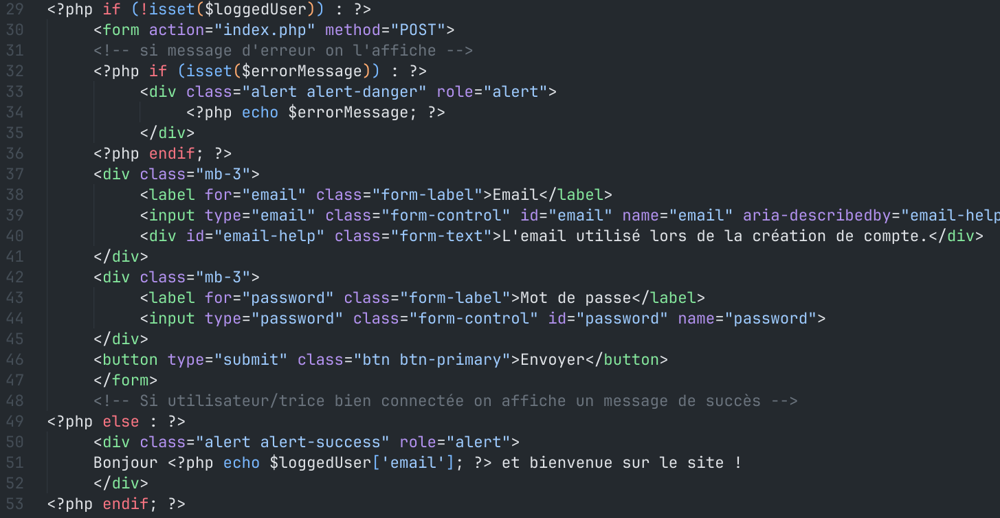 29 <?php if (!isset($loggedUser)) : ?>
30 <form action="index.php" method="POST">
31 <!-- si message d'erreur on l'affiche -->
32 <?php if (isset($errorMessage)) : ?>
33 <div class="alert alert-danger" role="alert">
34 <?php echo $errorMessage; ?>
35 </div>
36 <?php endif; ?>
37 <div class="mb-3">
38 <label for="email" class="form-label">Email</label>
39 <input type="email" class="form-control" id="email" name="email" aria-describedby="email-help
40 <div id="email-help" class="form-text">L'email utilisé lors de la création de compte.</div>
41 </div>
42 <div class="mb-3">
43 <label for="password" class="form-label">Mot de passe</label>
44 <input type="password" class="form-control" id="password" name="password">
45 </div>
46 <button type="submit" class="btn btn-primary">Envoyer</button>
47 </form>
48 <!-- Si utilisateur/trice bien connectée on affiche un message de succès -->
49 <?php else : ?>
50 <div class="alert alert-success" role="alert">
51 Bonjour <?php echo $loggedUser['email']; ?> et bienvenue sur le site !
52 </div>
53 <?php endif; ?>